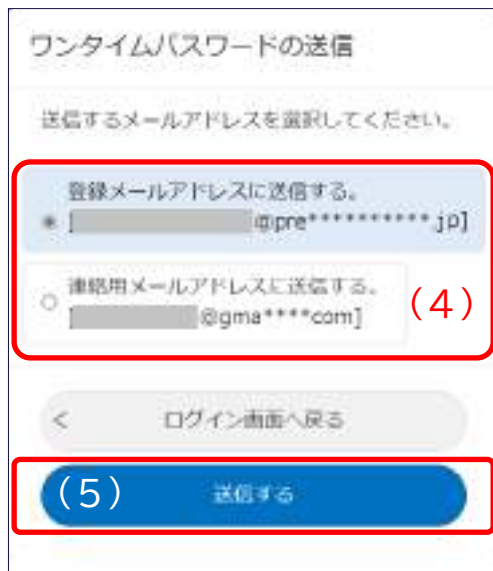 ワンタイムパスワードの送信
送信するメールアドレスを選択してください。
登録メールアドレスに送信する。
[ @pre**********.jp]
連絡用メールアドレスに送信する。
[ @gma****com]
(4)
< ログイン画面へ戻る
(5) 送信する